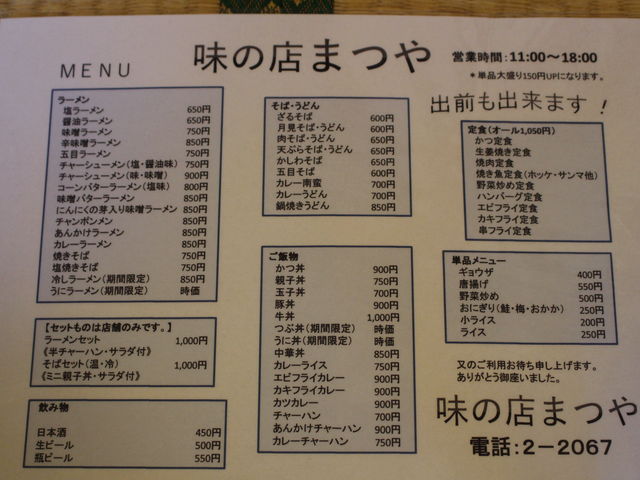 MENU
味の店まつや
営業時間：11:00～18:00
＊単品大盛り150円UPになります。
出前も出来ます！
ラーメン
塩ラーメン 650円
醤油ラーメン 650円
味噌ラーメン 750円
辛味噌ラーメン 850円
五目ラーメン 750円
チャーシューメン(塩・醤油味) 750円
チャーシューメン(味・味噌) 900円
コーンバターラーメン(塩味) 800円
味噌バターラーメン 850円
にんにくの芽入り味噌ラーメン 850円
チャンポンメン 850円
あんかけラーメン 850円
カレーラーメン 850円
焼きそば 750円
塩焼きそば 750円
冷しラーメン(期間限定) 850円
うにラーメン(期間限定) 時価
【セットものは店舗のみです。】
ラーメンセット 1,000円
《半チャーハン・サラダ付》
そばセット(温・冷) 1,000円
《ミニ親子丼・サラダ付》
飲み物
日本酒 450円
生ビール 500円
瓶ビール 550円
そば・うどん
ざるそば 600円
月見そば・うどん 600円
肉そば・うどん 650円
天ぷらそば・うどん 650円
かしわそば 650円
五目そば 600円
カレー南蛮 700円
カレーうどん 700円
鍋焼きうどん 850円
ご飯物
かつ丼 900円
親子丼 750円
玉子丼 700円
豚丼 900円
牛丼 1,000円
つぶ丼(期間限定) 時価
うに丼(期間限定) 時価
中華丼 850円
カレーライス 750円
エビフライカレー 900円
カキフライカレー 900円
カツカレー 900円
チャーハン 700円
あんかけチャーハン 900円
カレーチャーハン 750円
定食(オール1,050円)
かつ定食
生姜焼き定食
焼肉定食
焼き魚定食(ホッケ・サンマ他)
野菜炒め定食
ハンバーグ定食
エビフライ定食
カキフライ定食
串フライ定食
単品メニュー
ギョウザ 400円
唐揚げ 550円
野菜炒め 500円
おにぎり(鮭・梅・おかか) 250円
小ライス 200円
ライス 250円
又のご利用お待ち申し上げます。
ありがとう御座いました。
味の店まつや
電話：2－2067